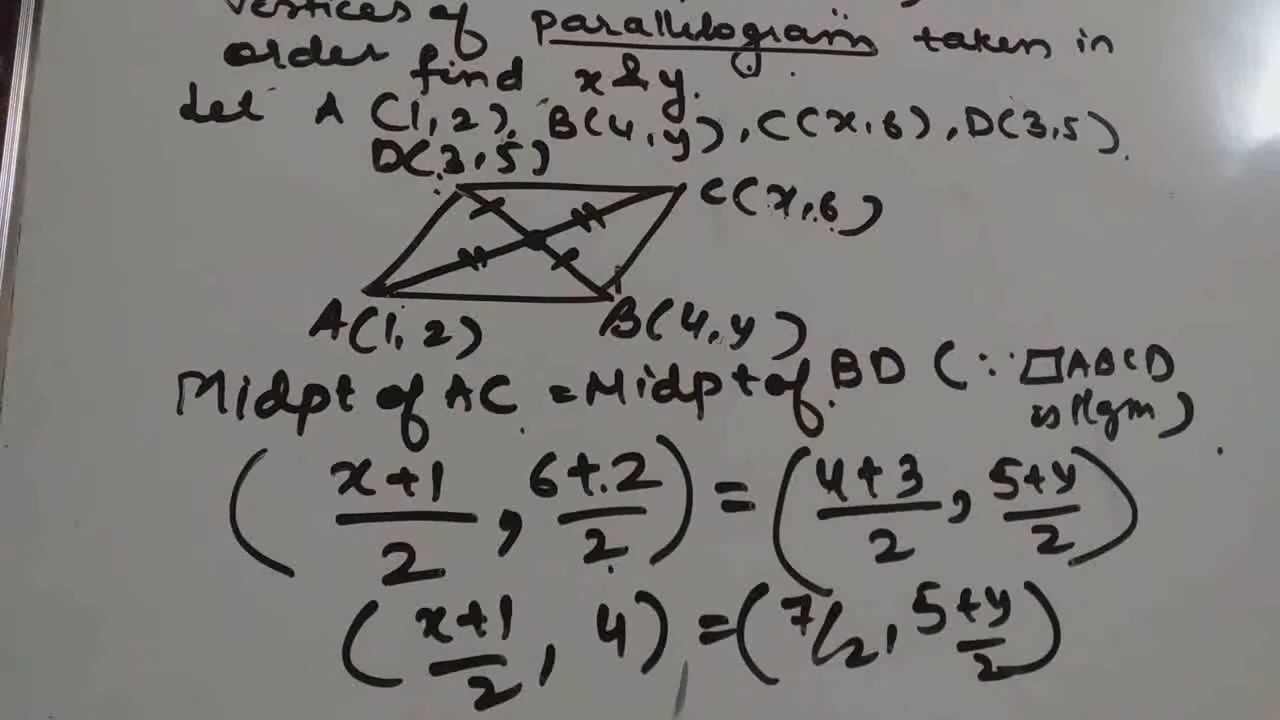 vertices of parallelogram taken in
order find x & y.
Let A (1, 2), B(4, y), C(x, 6), D(3, 5).
D(3, 5)
C(x, 6)
A(1, 2)
B(4, y)
Midpt of AC = Midpt of BD (∵ □ABCD
is ||gm)
(x+1/2, 6+2/2) = (4+3/2, 5+y/2)
(x+1/2, 4) = (7/2, 5+y/2)